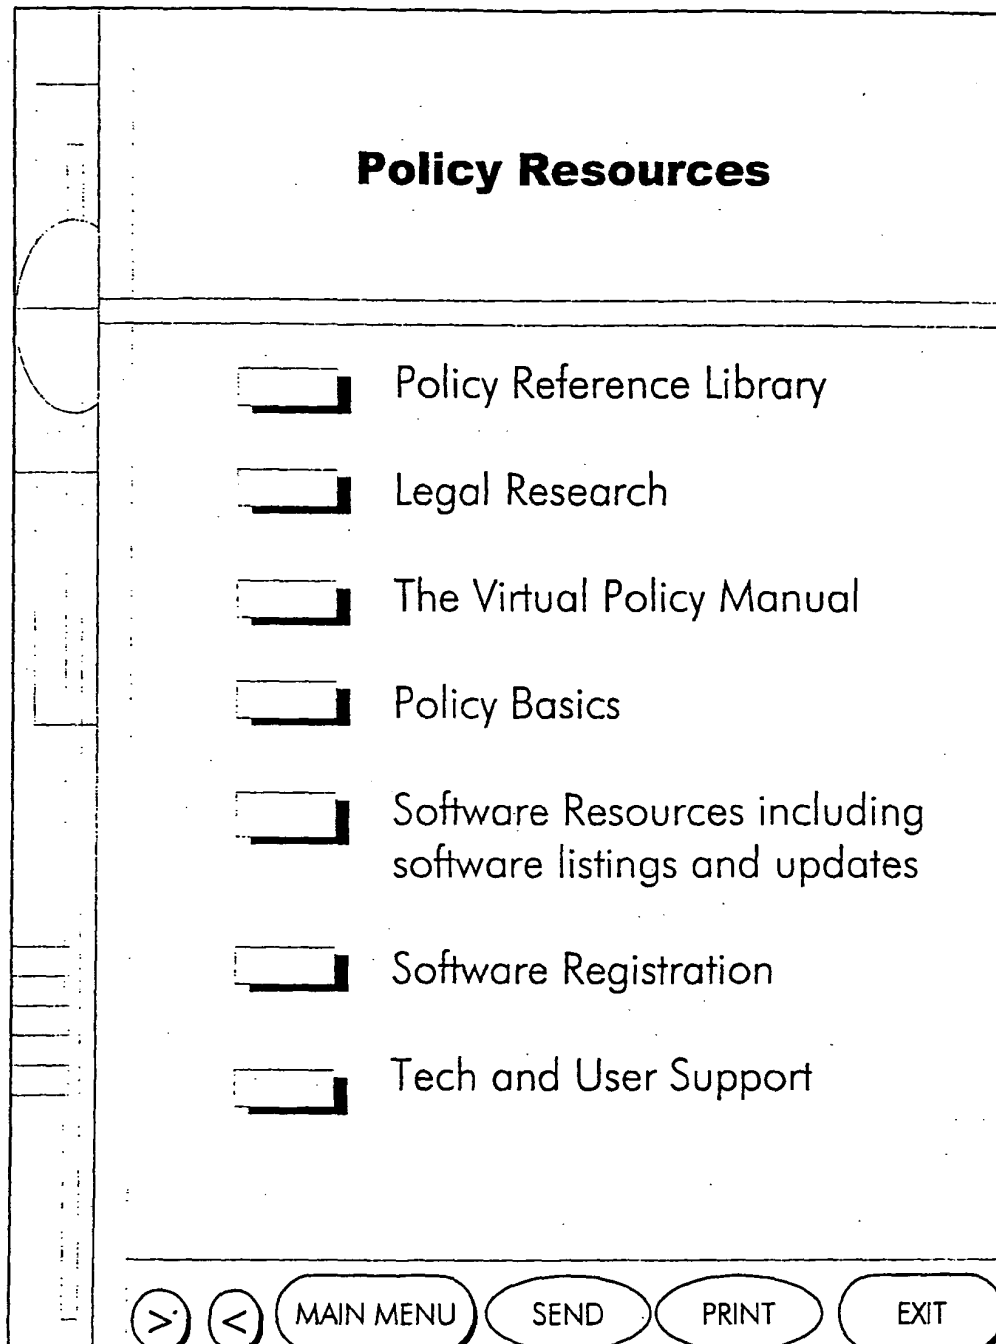 Policy Resources
Policy Reference Library
Legal Research
The Virtual Policy Manual
Policy Basics
Software Resources including
software listings and updates
Software Registration
Tech and User Support
> < MAIN MENU SEND PRINT EXIT